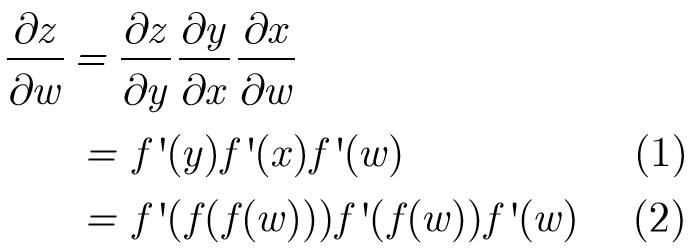 ∂z/∂w = ∂z/∂y ∂y/∂x ∂x/∂w
= f'(y)f'(x)f'(w) (1)
= f'(f(f(w)))f'(f(w))f'(w) (2)